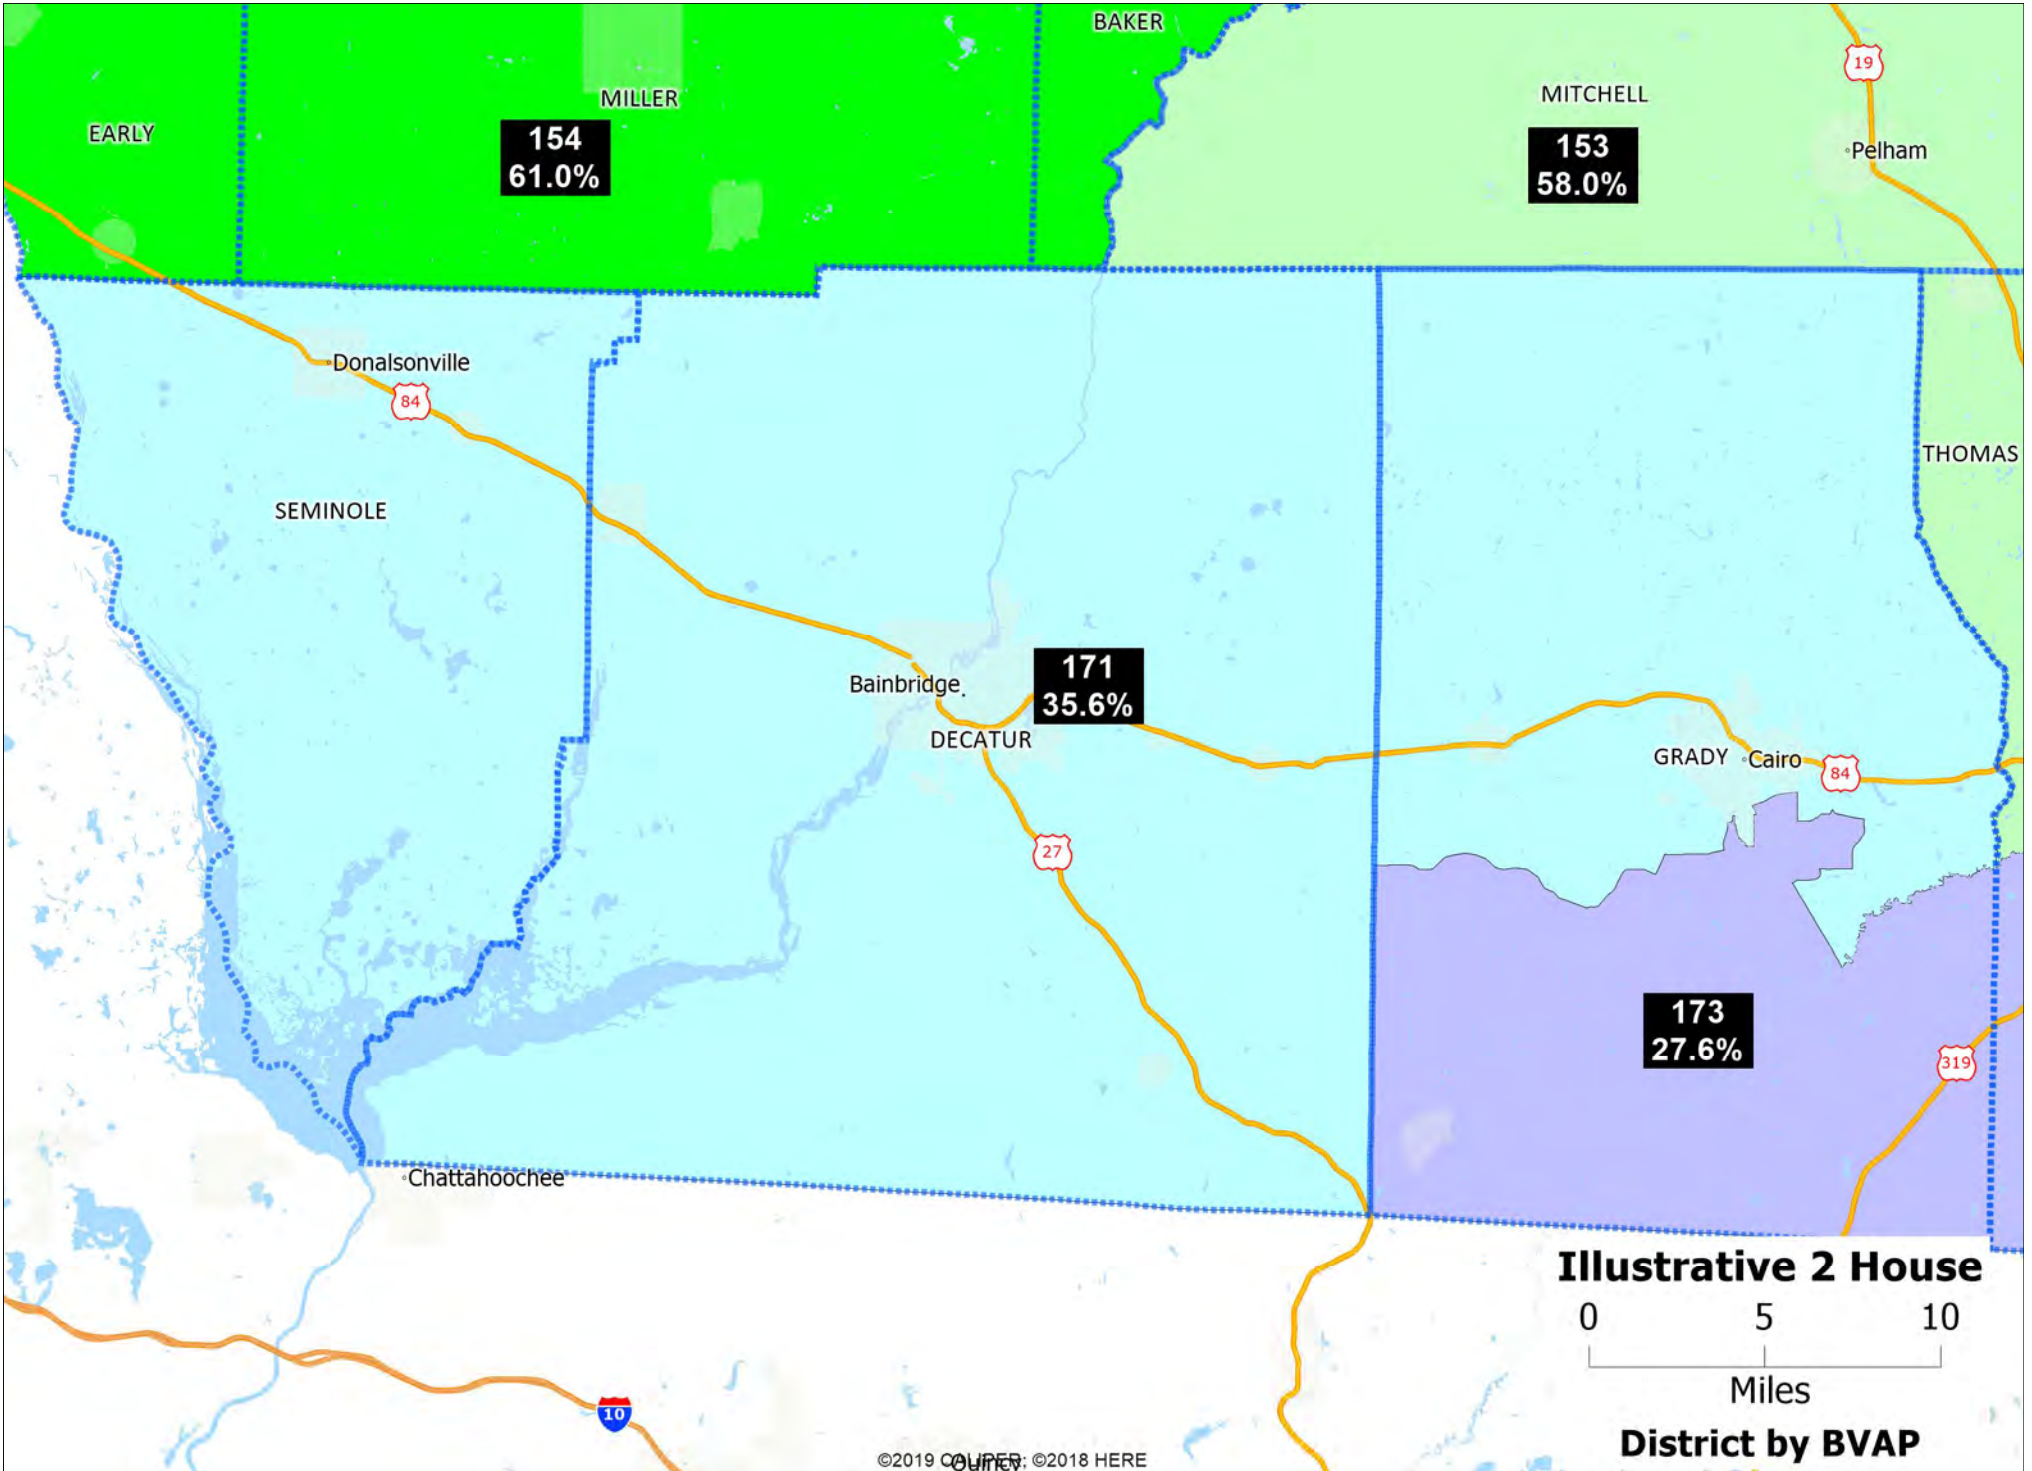 BAKER
19
MILLER
MITCHELL
EARLY
154
61.0%
153
58.0%
Pelham
Donalsonville
84
THOMAS
SEMINOLE
171
35.6%
Bainbridge
DECATUR
GRADY
Cairo
84
27
173
27.6%
319
Chattahoochee
Illustrative 2 House
0 5 10
Miles
10
District by BVAP
©2019 CALIPER; ©2018 HERE
Quincy